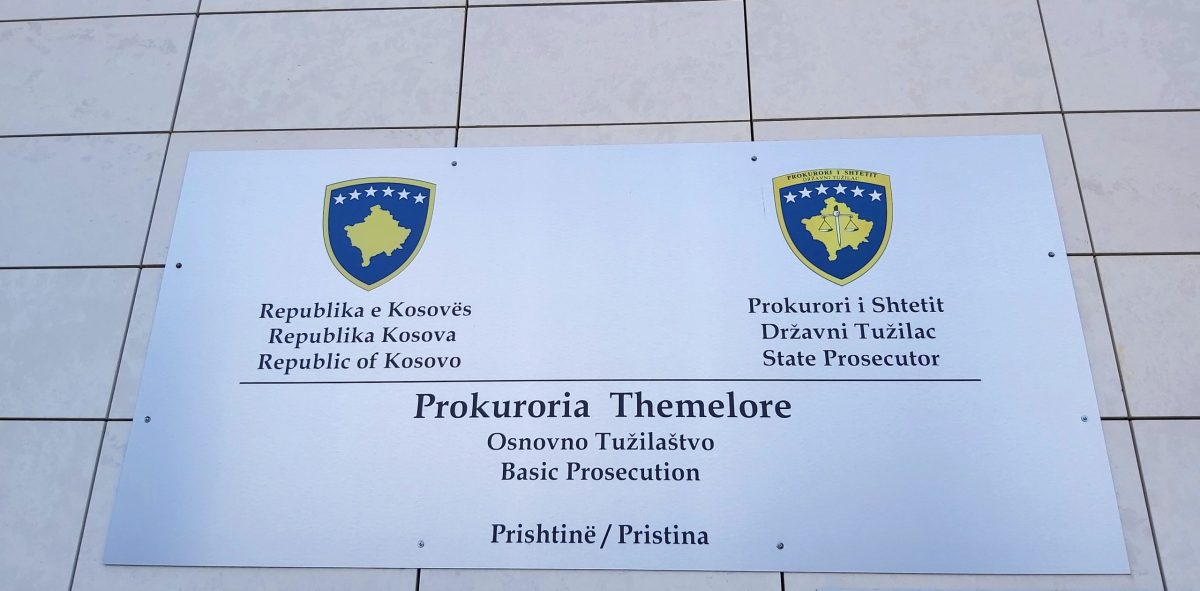 Republika e Kosovës
Republika Kosova
Republic of Kosovo
PROKURORI I SHTETIT
DRŽAVNI TUŽILAC
Prokurori i Shtetit
Državni Tužilac
State Prosecutor
Prokuroria Themelore
Osnovno Tužilaštvo
Basic Prosecution
Prishtinë / Pristina